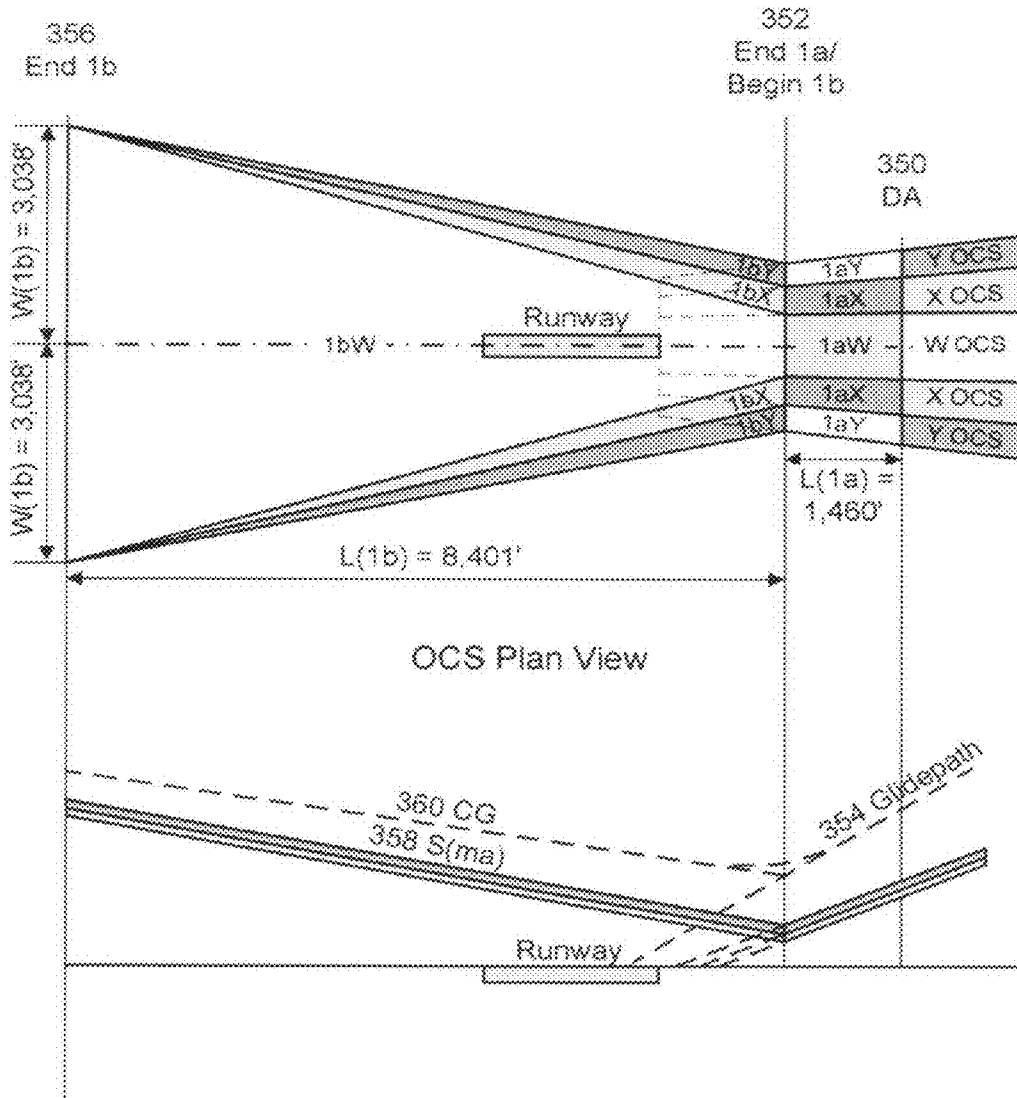 356
End 1b
352
End 1a/
Begin 1b
350
DA
W(1b) = 3,038'
W(1b) = 3,038'
1bY
1bX
1aY
Y OCS
1aX
X OCS
Runway
1bW
1aW
W OCS
1bX
1aX
X OCS
1bY
1aY
Y OCS
L(1a) =
1,460'
L(1b) = 8,401'
OCS Plan View
360 CG
358 S(ma)
354 Glidepath
Runway